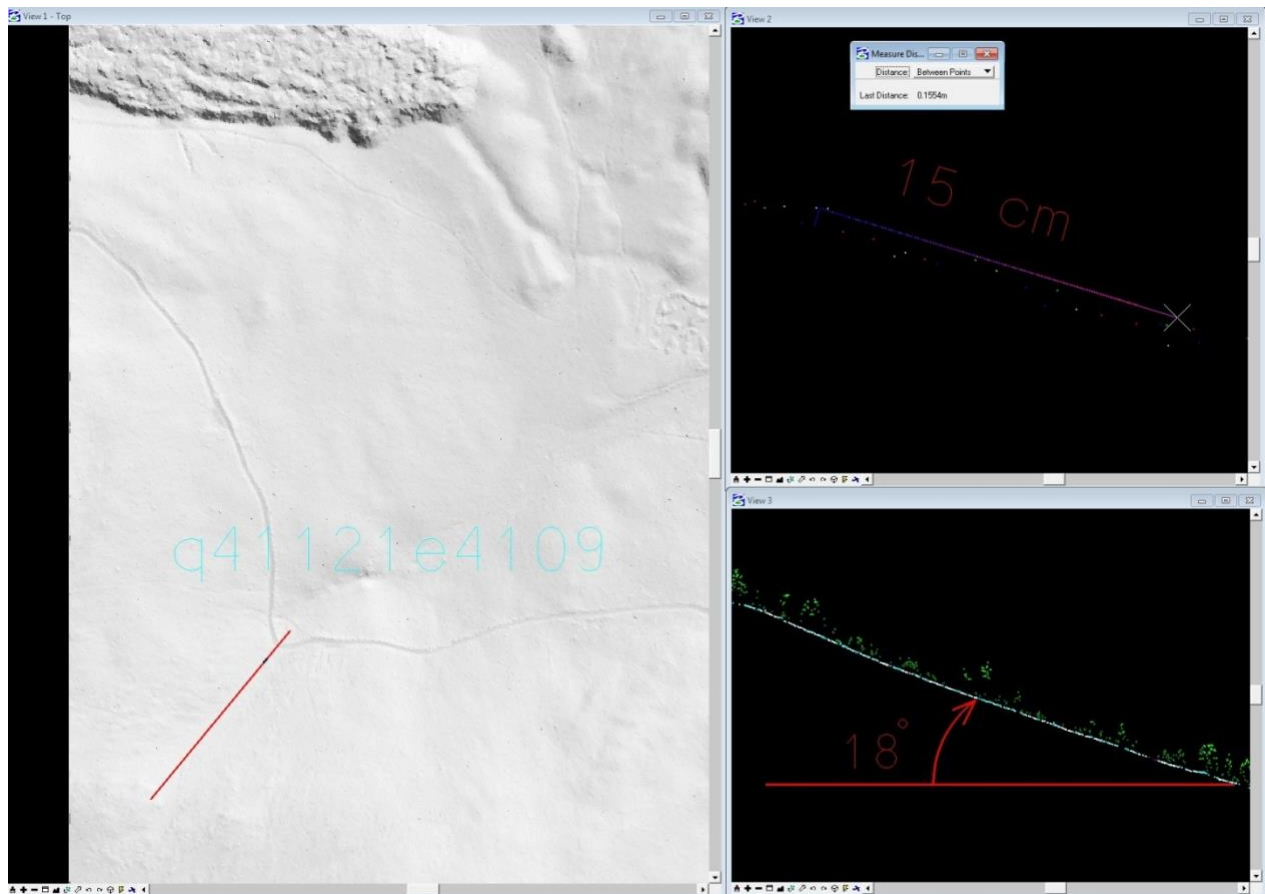 View 1 - Top
q41121e4109
View 2
Measure Dis...
Distance: Between Points
Last Distance: 0.1554m
15 cm
View 3
18°